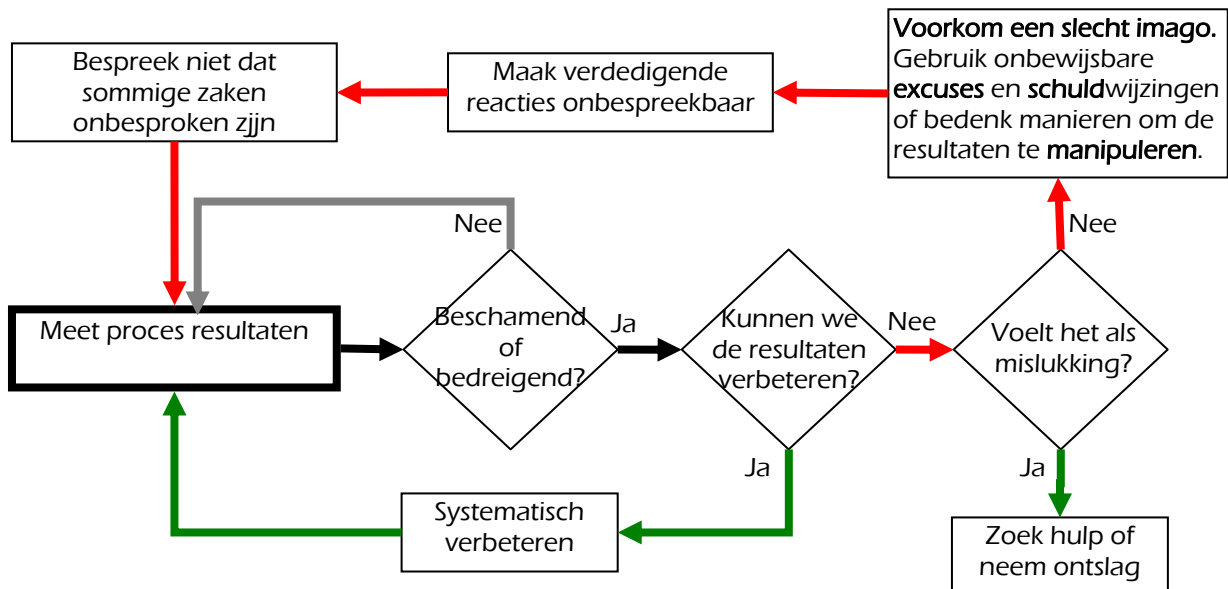 Bespreek niet dat
sommige zaken
onbesproken zjjn
Maak verdedigende
reacties onbespreekbaar
Voorkom een slecht imago.
Gebruik onbewijsbare
excuses en schuldwijzingen
of bedenk manieren om de
resultaten te manipuleren.
Nee
Nee
Meet proces resultaten
Beschamend
of
bedreigend?
Ja
Kunnen we
de resultaten
verbeteren?
Nee
Voelt het als
mislukking?
Ja
Ja
Systematisch
verbeteren
Zoek hulp of
neem ontslag